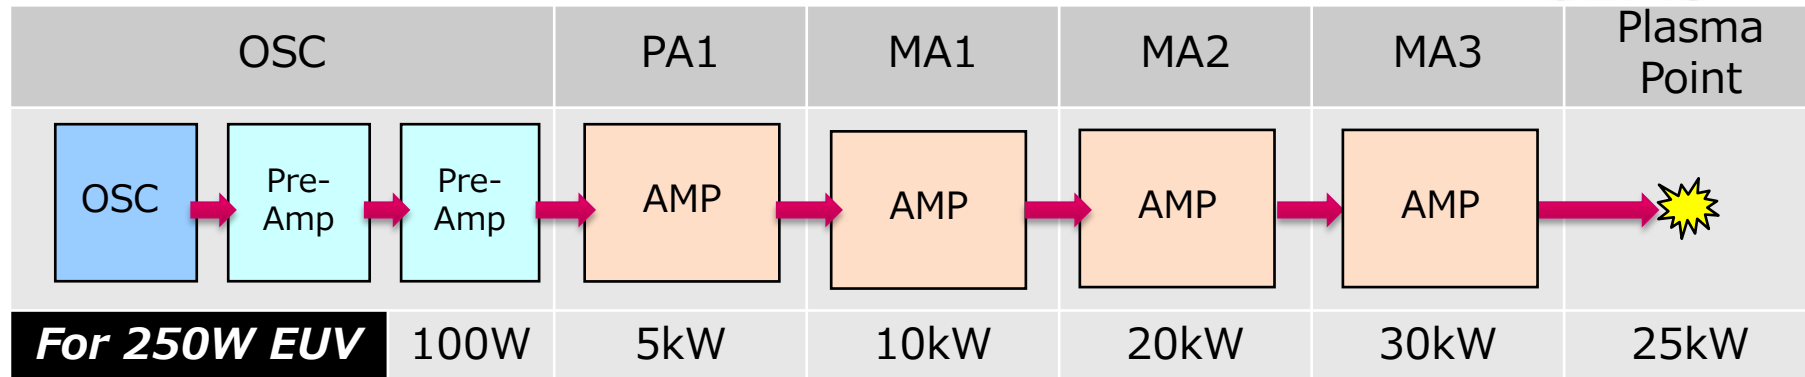 OSC PA1 MA1 MA2 MA3 Plasma
Point
OSC
Pre-
Amp
Pre-
Amp
AMP
AMP
AMP
AMP
For 250W EUV 100W 5kW 10kW 20kW 30kW 25kW